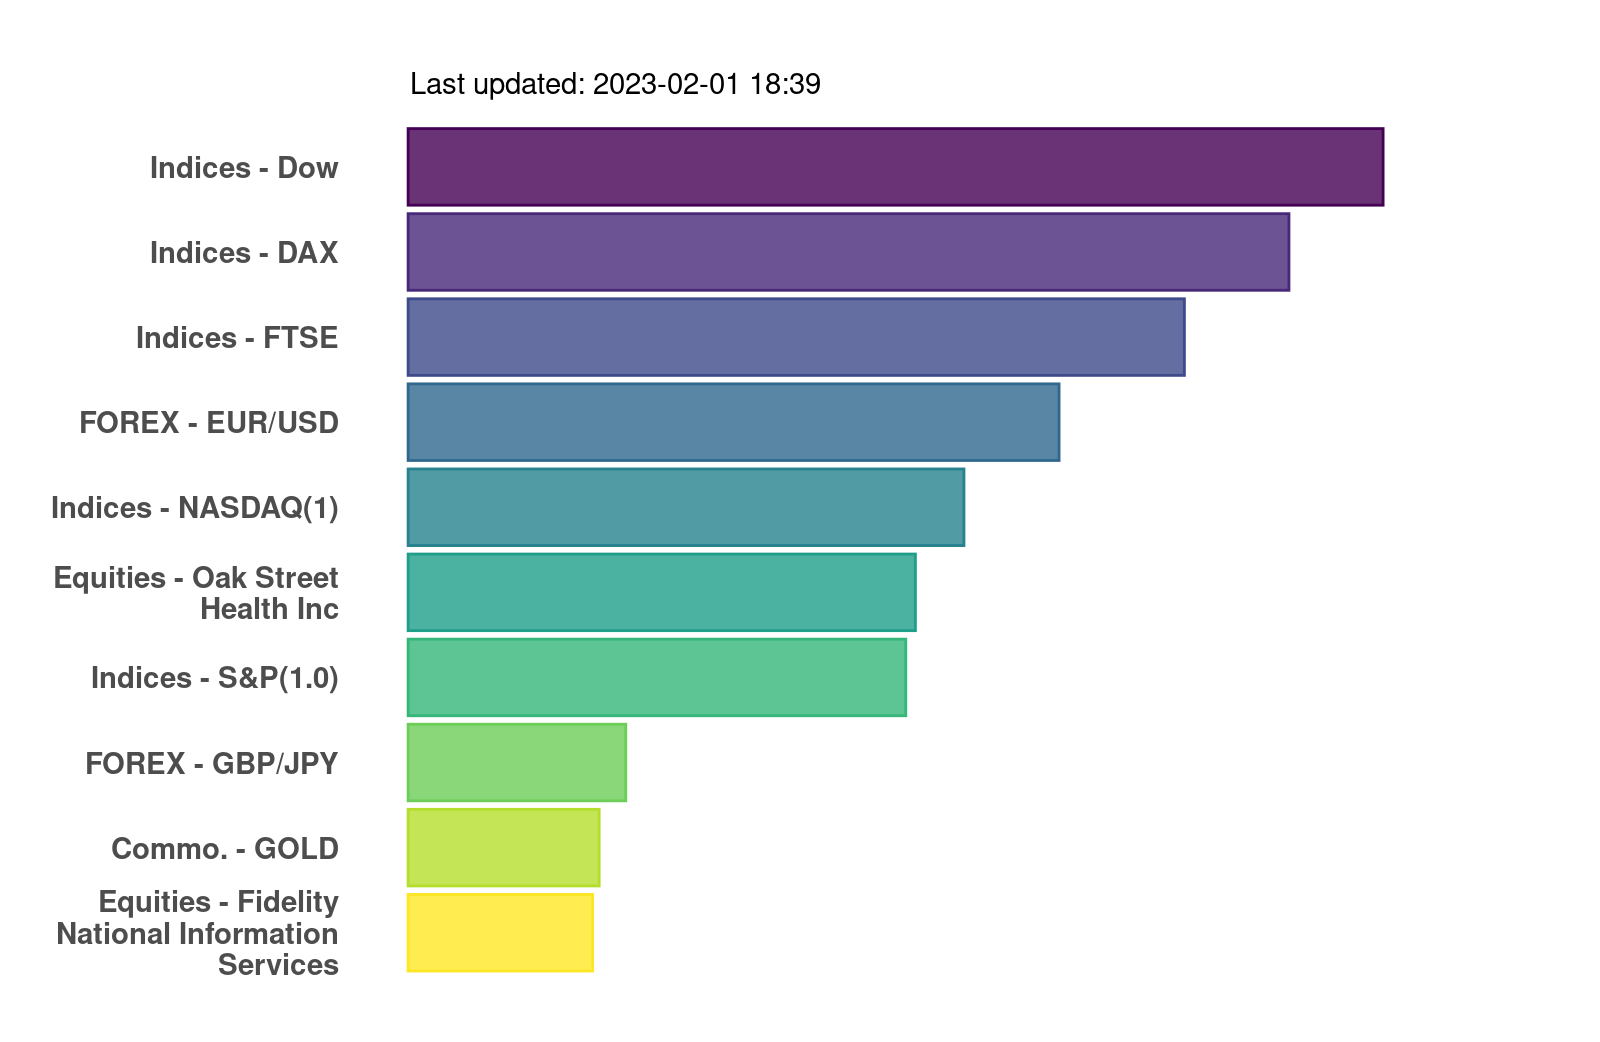 Last updated: 2023-02-01 18:39
Indices - Dow
Indices - DAX
Indices - FTSE
FOREX - EUR/USD
Indices - NASDAQ(1)
Equities - Oak Street
Health Inc
Indices - S&P(1.0)
FOREX - GBP/JPY
Commo. - GOLD
Equities - Fidelity
National Information
Services